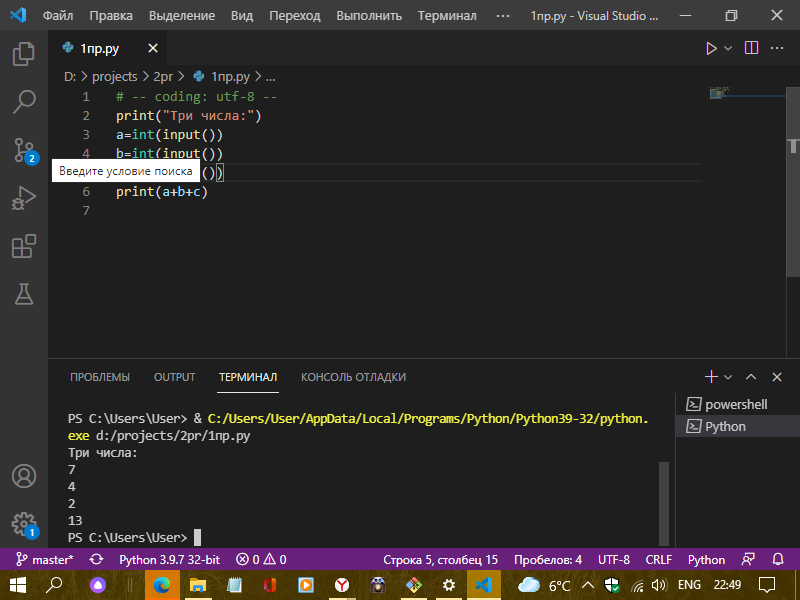 Файл Правка Выделение Вид Переход Выполнить Терминал ··· 1пр.py - Visual Studio ...
1пр.py
D: > projects > 2pr > 1пр.py > ...
1 # -- coding: utf-8 --
2 print("Три числа:")
3 a=int(input())
4 b=int(input())
Введите условие поиска ())
6 print(a+b+c)
7
2
ПРОБЛЕМЫ OUTPUT ТЕРМИНАЛ КОНСОЛЬ ОТЛАДКИ
powershell
Python
PS C:\Users\User> & C:/Users/User/AppData/Local/Programs/Python/Python39-32/python.
exe d:/projects/2pr/1пр.py
Три числа:
7
4
2
13
PS C:\Users\User>
1
master* Python 3.9.7 32-bit 0 0 Строка 5, столбец 15 Пробелов: 4 UTF-8 CRLF Python
6°C ENG 22:49